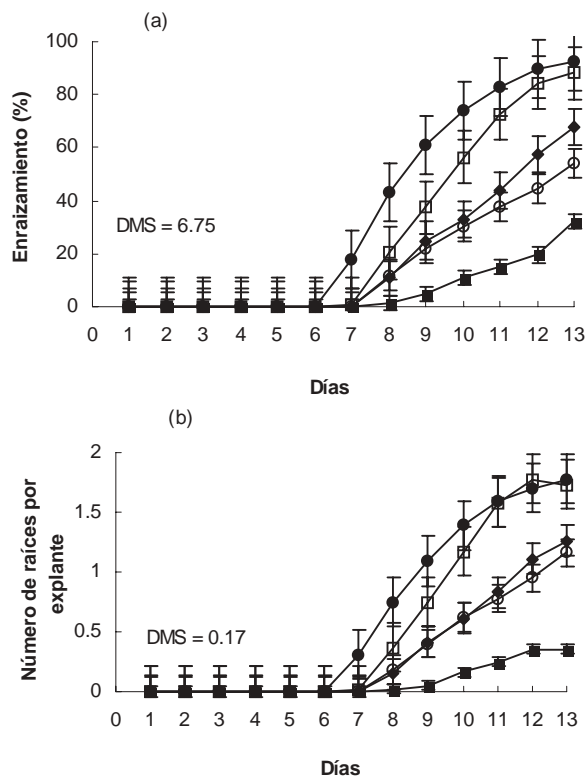 (a)
Enraizamiento (%)
100
80
60
40
20
0
DMS = 6.75
0 1 2 3 4 5 6 7 8 9 10 11 12 13
Días
(b)
Número de raíces por
explante
2
1.5
1
0.5
0
DMS = 0.17
0 1 2 3 4 5 6 7 8 9 10 11 12 13
Días